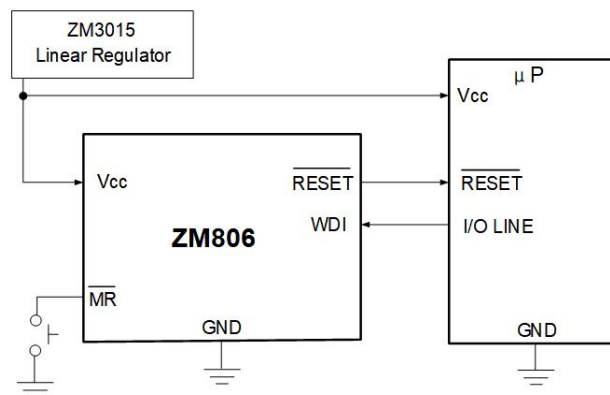 ZM3015
Linear Regulator
μ P
Vcc
Vcc
RESET
RESET
ZM806
WDI
I/O LINE
MR
GND
GND